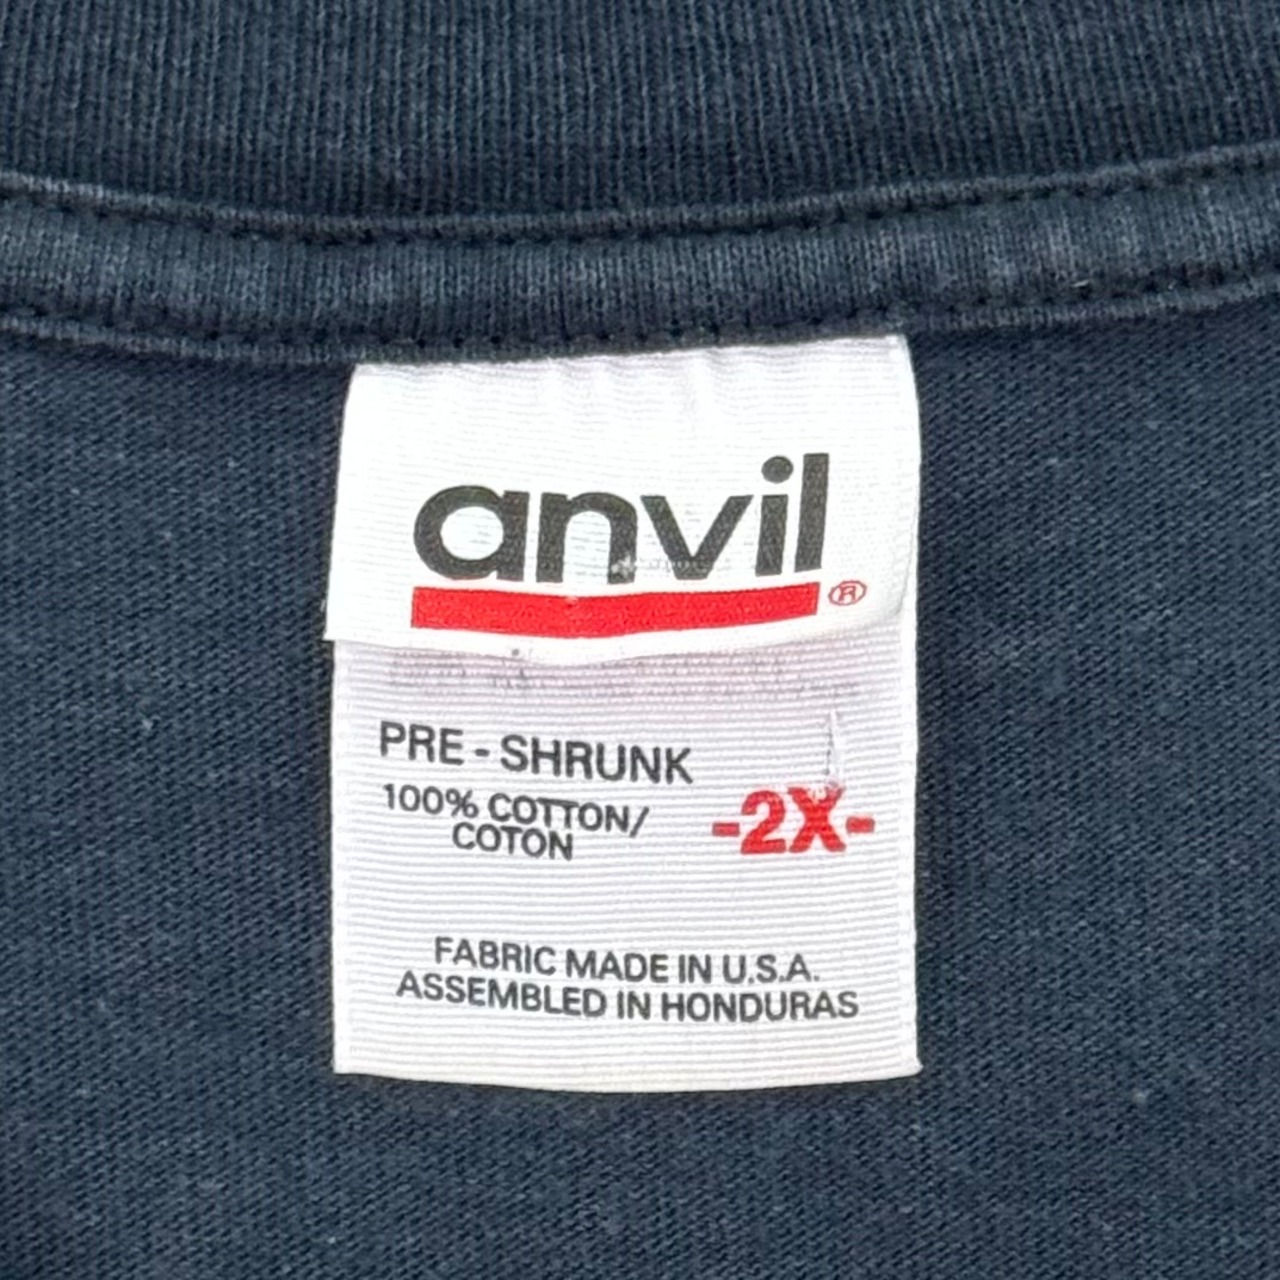 anvil®
PRE - SHRUNK
100% COTTON/
COTON
-2X-
FABRIC MADE IN U.S.A.
ASSEMBLED IN HONDURAS